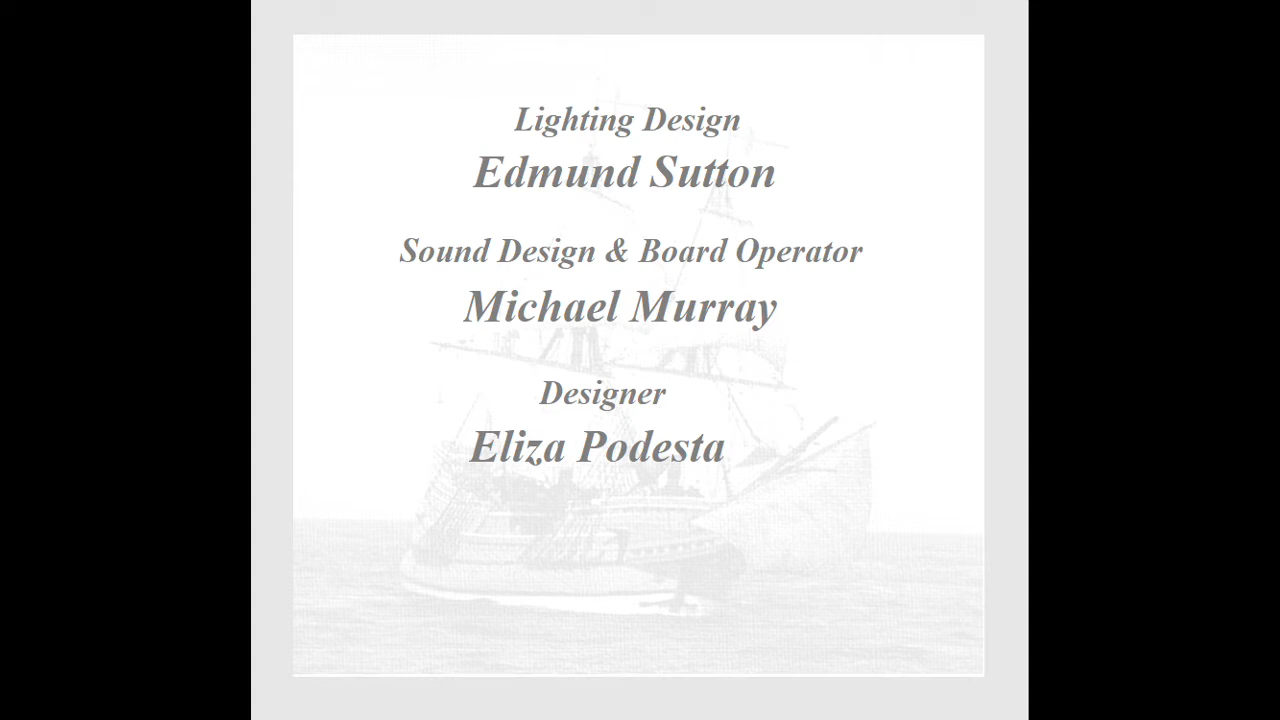 Lighting Design
Edmund Sutton
Sound Design & Board Operator
Michael Murray
Designer
Eliza Podesta